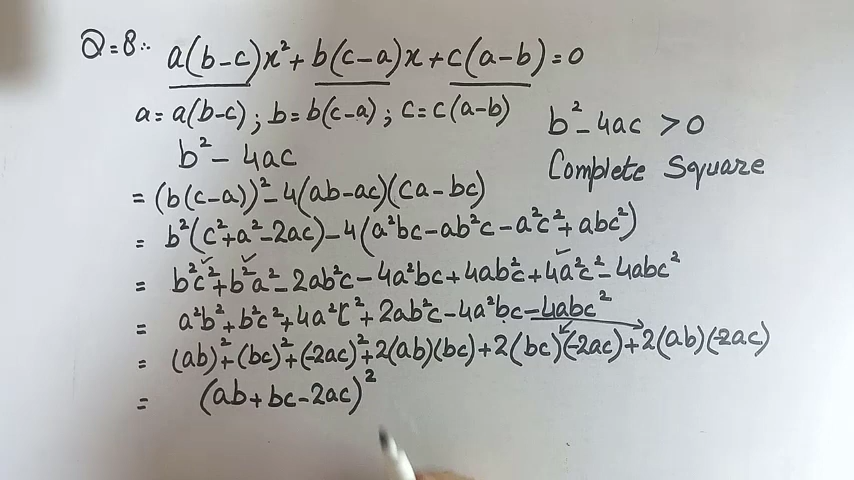 Q=8:- a(b-c)x²+b(c-a)x+c(a-b)=0
a=a(b-c); b=b(c-a); c=c(a-b)
b²-4ac>0
b²-4ac
Complete Square
=(b(c-a))²-4(ab-ac)(ca-bc)
=b²(c²+a²-2ac)-4(a²bc-ab²c-a²c²+abc²)
=b²c²+b²a²-2ab²c-4a²bc+4ab²c+4a²c²-4abc²
=a²b²+b²c²+4a²c²+2ab²c-4a²bc-4abc²
=(ab)²+(bc)²+(-2ac)²+2(ab)(bc)+2(bc)(-2ac)+2(ab)(-2ac)
=(ab+bc-2ac)²